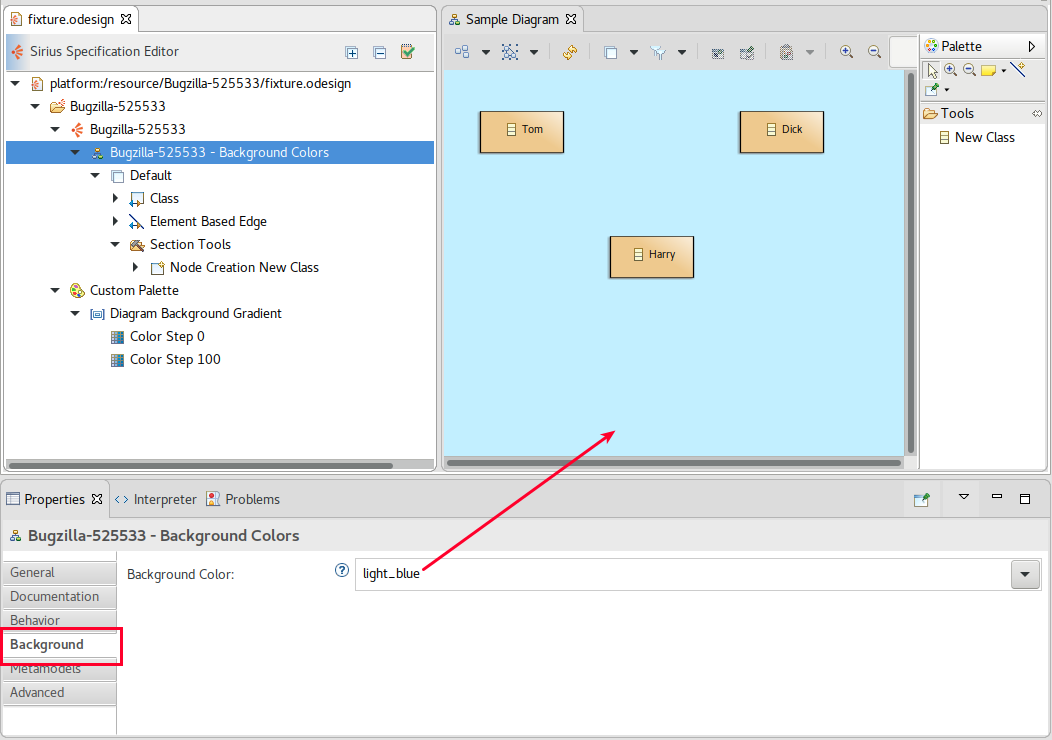 fixture.odesign
Sirius Specification Editor
platform:/resource/Bugzilla-525533/fixture.odesign
Bugzilla-525533
Bugzilla-525533
Bugzilla-525533 - Background Colors
Default
Class
Element Based Edge
Section Tools
Node Creation New Class
Custom Palette
Diagram Background Gradient
Color Step 0
Color Step 100
Sample Diagram
Tom
Dick
Harry
Palette
Tools
New Class
Properties
Interpreter
Problems
Bugzilla-525533 - Background Colors
General
Documentation
Behavior
Background
Metamodels
Advanced
Background Color:
light_blue